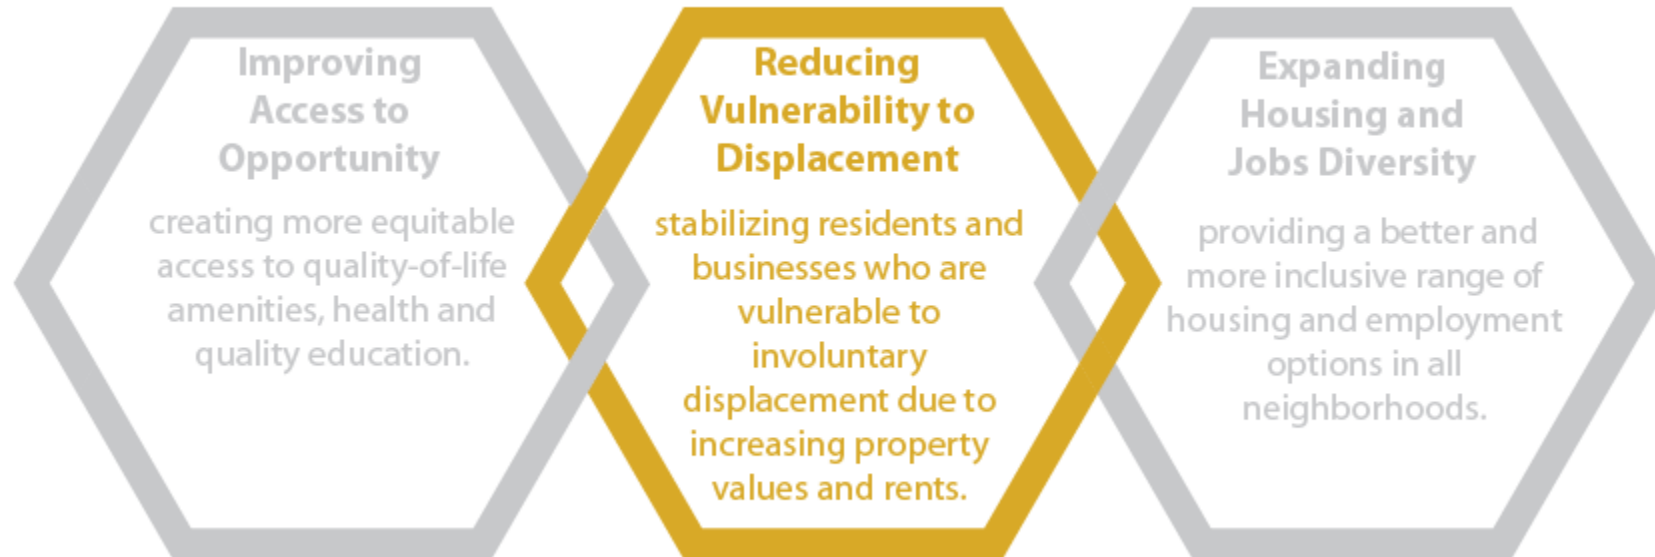 Improving
Access to
Opportunity
creating more equitable
access to quality-of-life
amenities, health and
quality education.
Reducing
Vulnerability to
Displacement
stabilizing residents and
businesses who are
vulnerable to
involuntary
displacement due to
increasing property
values and rents.
Expanding
Housing and
Jobs Diversity
providing a better and
more inclusive range of
housing and employment
options in all
neighborhoods.